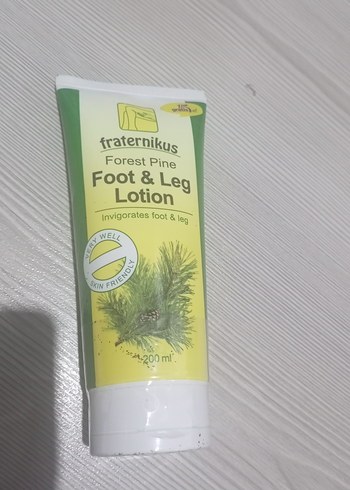 fraternikus
Forest Pine
Foot & Leg
Lotion
Invigorates foot & leg
VERY WELL
SKIN FRIENDLY
200 ml